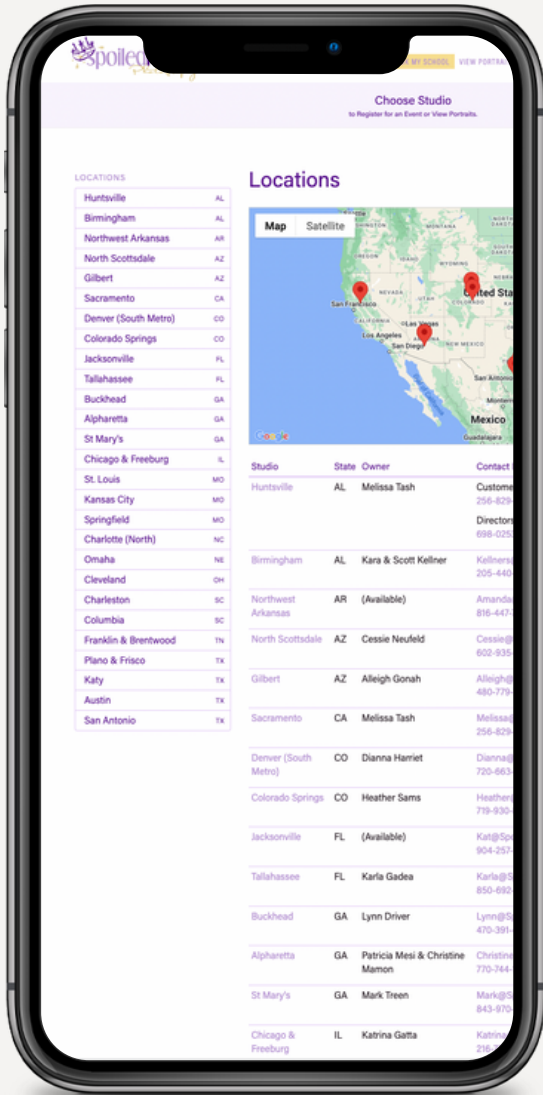 Spoiled
MY SCHOOL VIEW PORTRA
Choose Studio
to Register for an Event or View Portraits.
LOCATIONS
Huntsville AL
Birmingham AL
Northwest Arkansas AR
North Scottsdale AZ
Gilbert AZ
Sacramento CA
Denver (South Metro) CO
Colorado Springs CO
Jacksonville FL
Tallahassee FL
Buckhead GA
Alpharetta GA
St Mary's GA
Chicago & Freeburg IL
St. Louis MO
Kansas City MO
Springfield MO
Charlotte (North) NC
Omaha NE
Cleveland OH
Charleston SC
Columbia SC
Franklin & Brentwood TN
Plano & Frisco TX
Katy TX
Austin TX
San Antonio TX
Locations
Map Satellite
MONTANA
OREGON
IDAHO
WYOMING
NEVADA
UTAH
COLORADO
United Sta
San Francisco
CALIFORNIA
Las Vegas
Los Angeles
San Diego
NEW MEXICO
San Antonio
Monterr
Mexico
Google
Guadalajara
Studio State Owner Contact
Huntsville AL Melissa Tash Custome
256-829-
Directors
698-025
Birmingham AL Kara & Scott Kellner Kellners
205-440-
Northwest AR (Available) Amanda
Arkansas 816-447-
North Scottsdale AZ Cessie Neufeld Cessie@
602-935-
Gilbert AZ Alleigh Gonah Alleigh@
480-779-
Sacramento CA Melissa Tash Melissa@
256-829-
Denver (South CO Dianna Harriet Dianna@
Metro) 720-663-
Colorado Springs CO Heather Sams Heather
719-930-
Jacksonville FL (Available) Kat@Spo
904-257-
Tallahassee FL Karla Gadea Karla@S
850-692-
Buckhead GA Lynn Driver Lynn@S
470-391-
Alpharetta GA Patricia Mesi & Christine Christine
Mamon 770-744-
St Mary's GA Mark Treen Mark@S
843-970-
Chicago & IL Katrina Gatta Katrina
Freeburg 216-